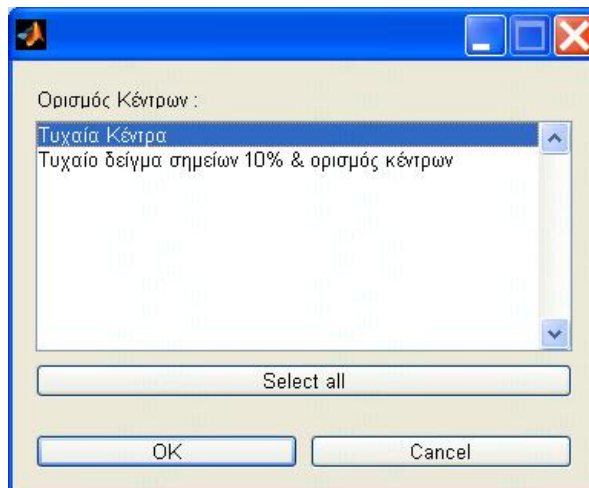 Ορισμός Κέντρων :
Τυχαία Κέντρα
Τυχαίο δείγμα σημείων 10% & ορισμός κέντρων
Select all
OK
Cancel